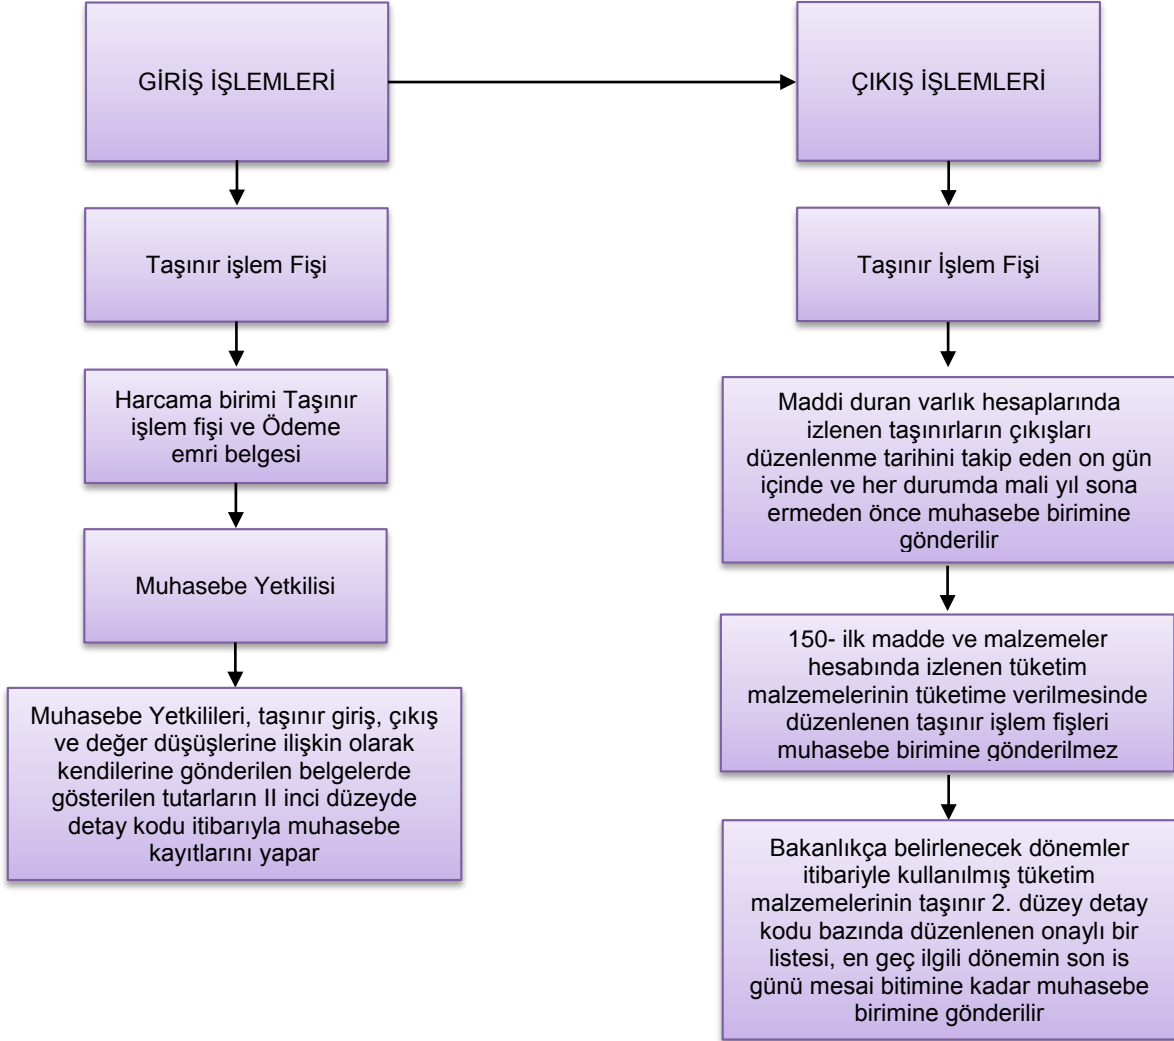 GİRİŞ İŞLEMLERİ
Taşınır işlem Fişi
Harcama birimi Taşınır
işlem fişi ve Ödeme
emri belgesi
Muhasebe Yetkilisi
Muhasebe Yetkilileri, taşınır giriş, çıkış
ve değer düşüşlerine ilişkin olarak
kendilerine gönderilen belgelerde
gösterilen tutarların II inci düzeyde
detay kodu itibarıyla muhasebe
kayıtlarını yapar
ÇIKIŞ İŞLEMLERİ
Taşınır İşlem Fişi
Maddi duran varlık hesaplarında
izlenen taşınırların çıkışları
düzenlenme tarihini takip eden on gün
içinde ve her durumda mali yıl sona
ermeden önce muhasebe birimine
gönderilir
150- ilk madde ve malzemeler
hesabında izlenen tüketim
malzemelerinin tüketime verilmesinde
düzenlenen taşınır işlem fişleri
muhasebe birimine gönderilmez
Bakanlıkça belirlenecek dönemler
itibariyle kullanılmış tüketim
malzemelerinin taşınır 2. düzey detay
kodu bazında düzenlenen onaylı bir
listesi, en geç ilgili dönemin son is
günü mesai bitimine kadar muhasebe
birimine gönderilir